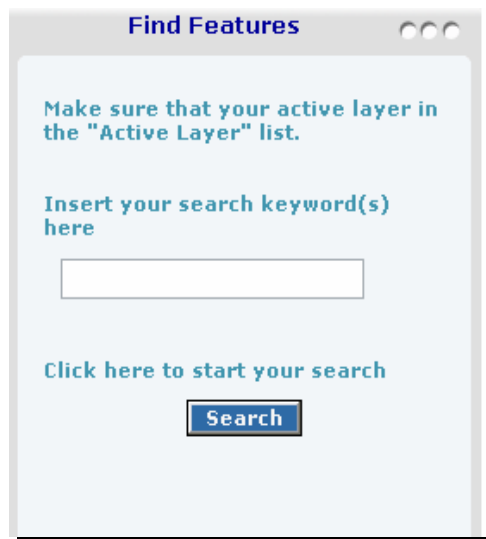 Find Features
Make sure that your active layer in
the "Active Layer" list.
Insert your search keyword(s)
here
Click here to start your search
Search